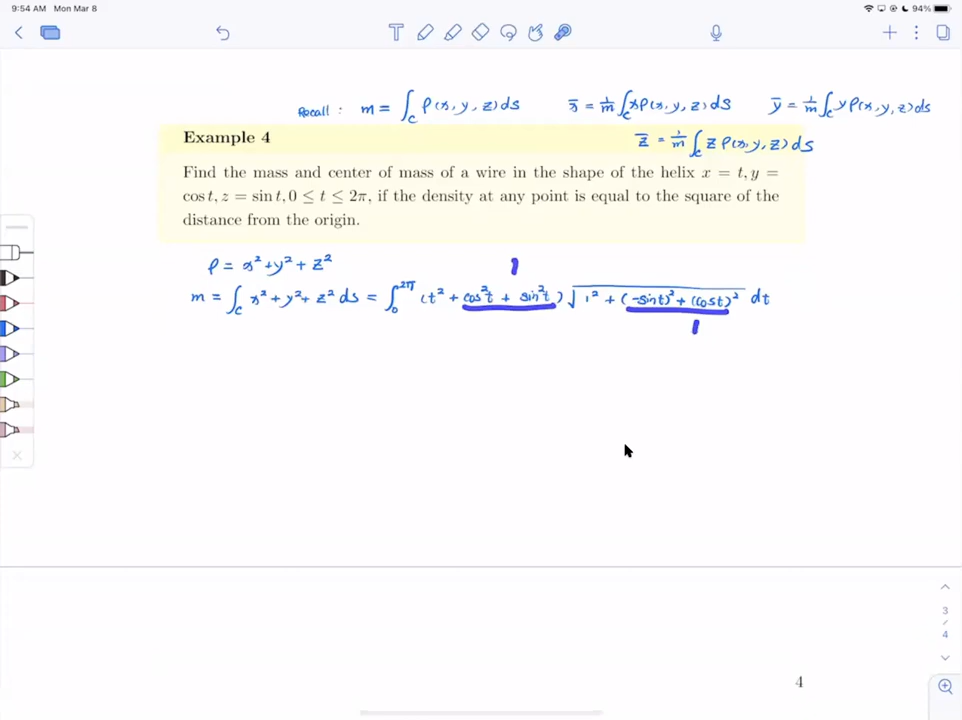 9:54 AM Mon Mar 8
94%
Recall : m = ∫_C ρ(x, y, z) ds x̄ = 1/m ∫_C xρ(x, y, z) ds ȳ = 1/m ∫_C yρ(x, y, z) ds
Example 4 z̄ = 1/m ∫_C z ρ(x, y, z) ds
Find the mass and center of mass of a wire in the shape of the helix x = t, y =
cos t, z = sin t, 0 ≤ t ≤ 2π, if the density at any point is equal to the square of the
distance from the origin.
ρ = x² + y² + z²
1
m = ∫_C x² + y² + z² ds = ∫_0^{2π} (t² + cos²t + sin²t) √(1² + (-sint)² + (cost)²) dt
1
3
/
4
4